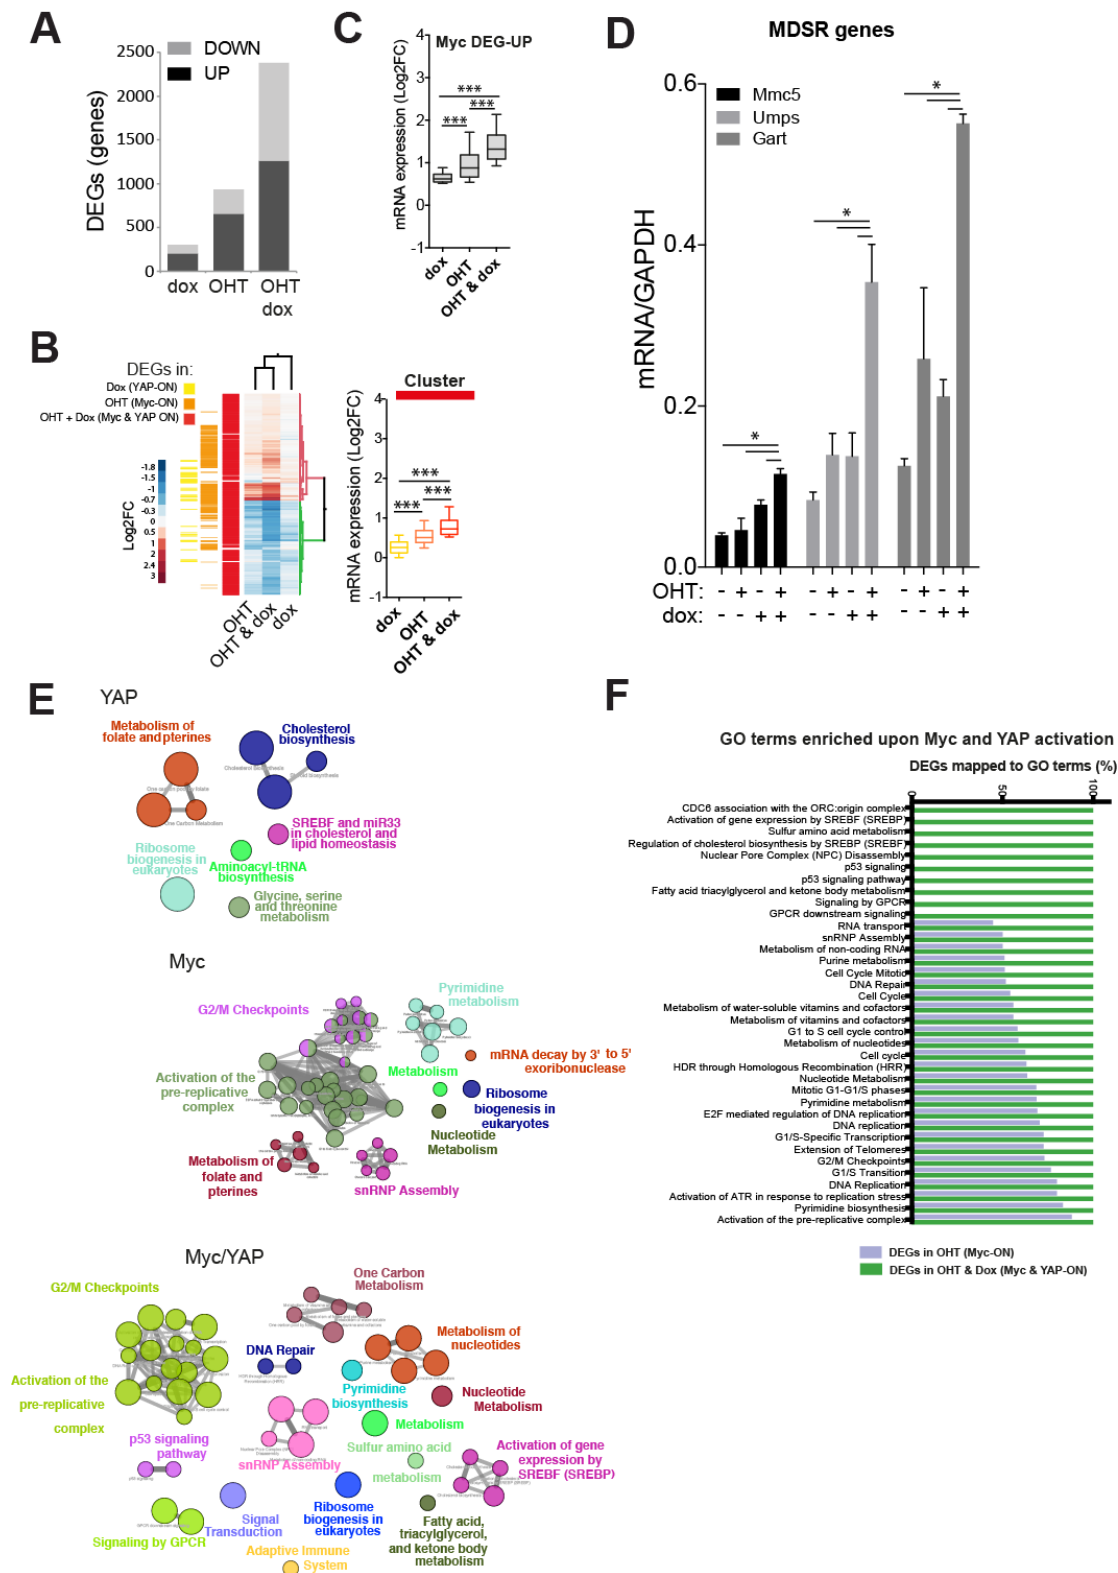 A
DOWN
UP
DEGs (genes)
2500
2000
1500
1000
500
0
dox
OHT
OHT
dox
C
Myc DEG-UP
mRNA expression (Log2FC)
4
3
2
1
0
-1
***
***
***
dox
OHT
OHT & dox
D
MDSR genes
Mmc5
Umps
Gart
mRNA/GAPDH
0.6
0.4
0.2
0.0
*
*
*
OHT: - + - + - + - + - + - +
dox: - - + + - - + + - - + +
B
DEGs in:
Dox (YAP-ON)
OHT (Myc-ON)
OHT + Dox (Myc & YAP ON)
Log2FC
-1.8
-1.5
-1
-0.7
-0.3
0
0.5
1
2
2.4
3
OHT
OHT & dox
dox
Cluster
mRNA expression (Log2FC)
4
3
2
1
0
-1
***
***
***
dox
OHT
OHT & dox
E
YAP
Metabolism of
folate and pterines
Cholesterol
biosynthesis
SREBF and miR33
in cholesterol and
lipid homeostasis
Ribosome
biogenesis in
eukaryotes
Aminoacyl-tRNA
biosynthesis
Glycine, serine
and threonine
metabolism
Myc
G2/M Checkpoints
Pyrimidine
metabolism
mRNA decay by 3' to 5'
exoribonuclease
Activation of the
pre-replicative
complex
Metabolism
Ribosome
biogenesis in
eukaryotes
Nucleotide
Metabolism
Metabolism of
folate and
pterines
snRNP Assembly
Myc/YAP
G2/M Checkpoints
One Carbon
Metabolism
Metabolism of
nucleotides
DNA Repair
Activation of the
pre-replicative
complex
Pyrimidine
biosynthesis
Nucleotide
Metabolism
Metabolism
p53 signaling
pathway
snRNP Assembly
Sulfur amino acid
metabolism
Activation of gene
expression by
SREBF (SREBP)
Signaling by GPCR
Signal
Transduction
Ribosome
biogenesis in
eukaryotes
Fatty acid,
triacylglycerol,
and ketone body
metabolism
Adaptive Immune
System
F
GO terms enriched upon Myc and YAP activation
DEGs mapped to GO terms (%)
0
50
100
CDC6 association with the ORC:origin complex
Activation of gene expression by SREBF (SREBP)
Sulfur amino acid metabolism
Regulation of cholesterol biosynthesis by SREBP (SREBF)
Nuclear Pore Complex (NPC) Disassembly
p53 signaling
p53 signaling pathway
Fatty acid triacylglycerol and ketone body metabolism
Signaling by GPCR
GPCR downstream signaling
RNA transport
snRNP Assembly
Metabolism of non-coding RNA
Purine metabolism
Cell Cycle Mitotic
DNA Repair
Cell Cycle
Metabolism of water-soluble vitamins and cofactors
Metabolism of vitamins and cofactors
G1 to S cell cycle control
Metabolism of nucleotides
Cell cycle
HDR through Homologous Recombination (HRR)
Nucleotide Metabolism
Mitotic G1-G1/S phases
Pyrimidine metabolism
E2F mediated regulation of DNA replication
DNA replication
G1/S-Specific Transcription
Extension of Telomeres
G2/M Checkpoints
G1/S Transition
DNA Replication
Activation of ATR in response to replication stress
Pyrimidine biosynthesis
Activation of the pre-replicative complex
DEGs in OHT (Myc-ON)
DEGs in OHT & Dox (Myc & YAP-ON)